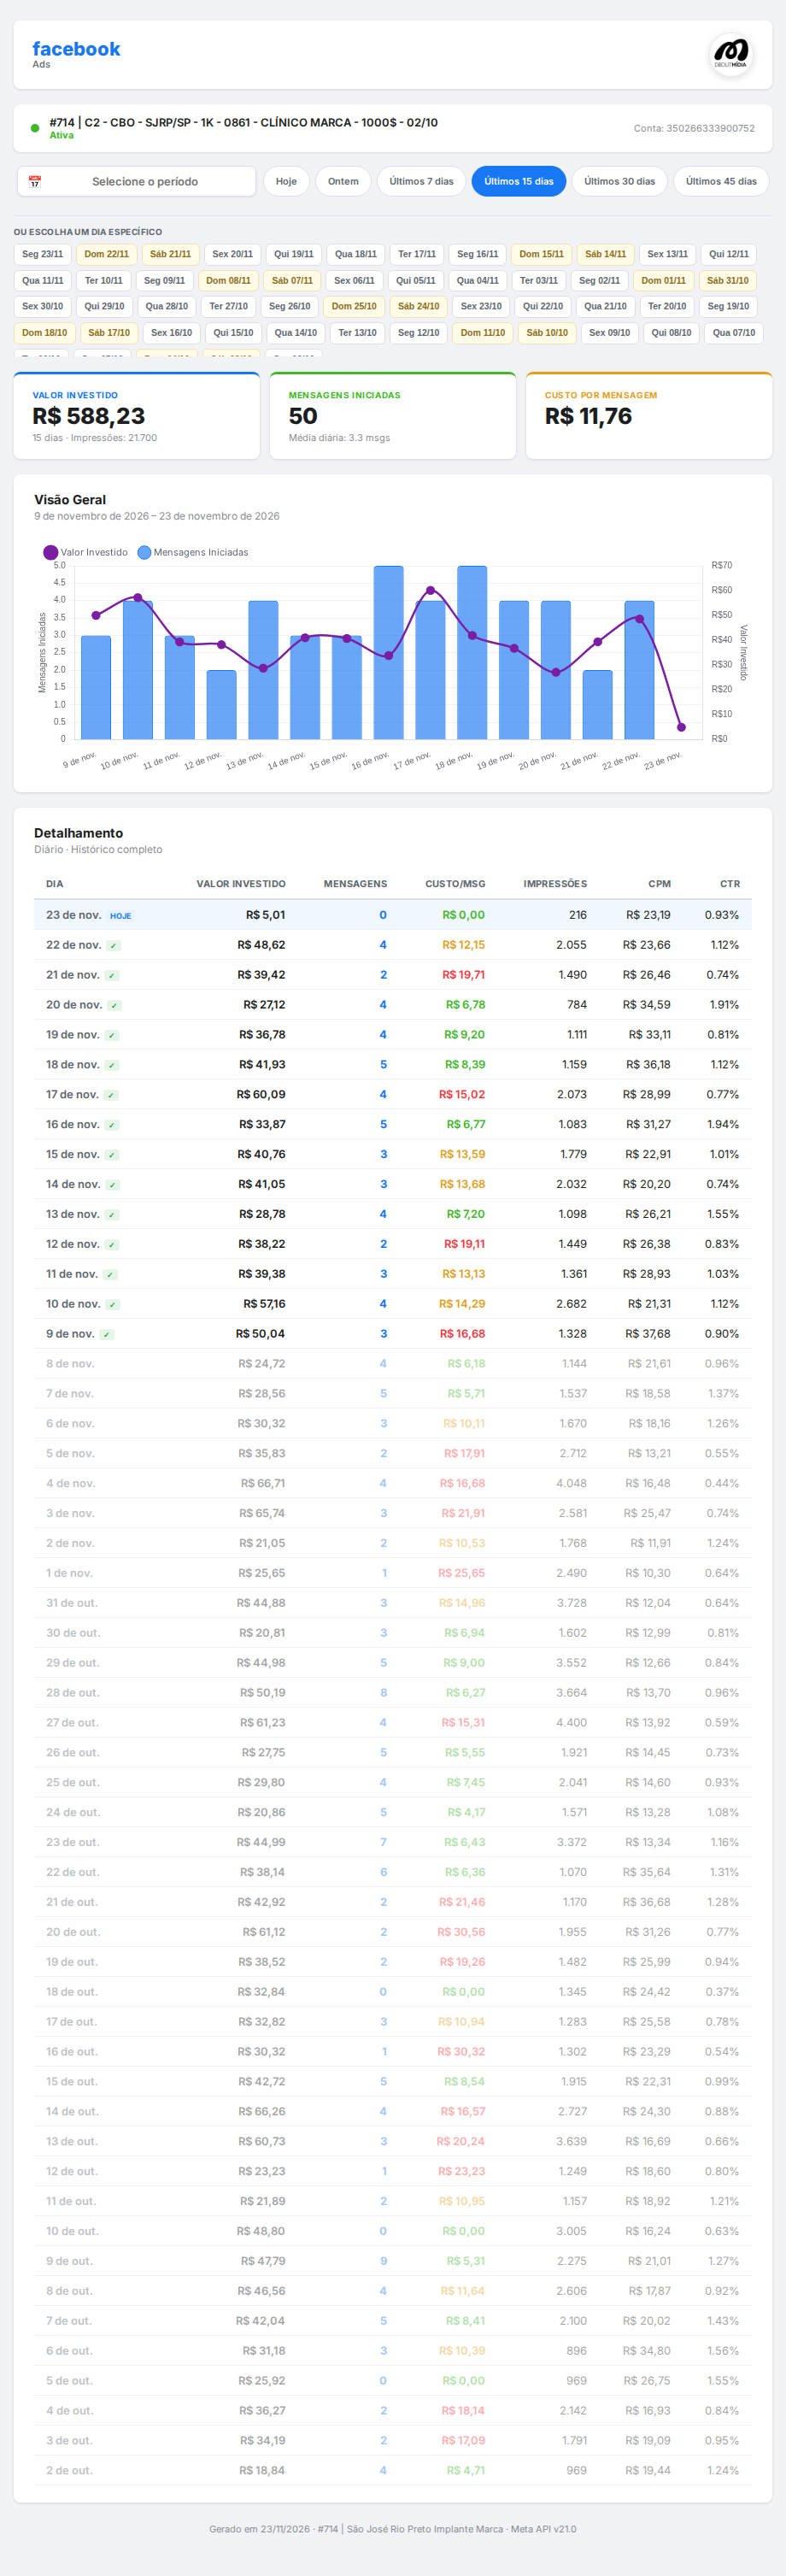 facebook
Ads
DBOUTMÍDIA
#714 | C2 - CBO - SJRP/SP - 1K - 0861 - CLÍNICO MARCA - 1000$ - 02/10
Ativa
Conta: 350266333900752
Selecione o período
Hoje Ontem Últimos 7 dias Últimos 15 dias Últimos 30 dias Últimos 45 dias
OU ESCOLHA UM DIA ESPECÍFICO
Seg 23/11 Dom 22/11 Sáb 21/11 Sex 20/11 Qui 19/11 Qua 18/11 Ter 17/11 Seg 16/11 Dom 15/11 Sáb 14/11 Sex 13/11 Qui 12/11
Qua 11/11 Ter 10/11 Seg 09/11 Dom 08/11 Sáb 07/11 Sex 06/11 Qui 05/11 Qua 04/11 Ter 03/11 Seg 02/11 Dom 01/11 Sáb 31/10
Sex 30/10 Qui 29/10 Qua 28/10 Ter 27/10 Seg 26/10 Dom 25/10 Sáb 24/10 Sex 23/10 Qui 22/10 Qua 21/10 Ter 20/10 Seg 19/10
Dom 18/10 Sáb 17/10 Sex 16/10 Qui 15/10 Qua 14/10 Ter 13/10 Seg 12/10 Dom 11/10 Sáb 10/10 Sex 09/10 Qui 08/10 Qua 07/10
VALOR INVESTIDO
R$ 588,23
15 dias · Impressões: 21.700
MENSAGENS INICIADAS
50
Média diária: 3.3 msgs
CUSTO POR MENSAGEM
R$ 11,76
Visão Geral
9 de novembro de 2026 – 23 de novembro de 2026
Valor Investido Mensagens Iniciadas
Mensagens Iniciadas
5.0
4.5
4.0
3.5
3.0
2.5
2.0
1.5
1.0
0.5
0
R$70
R$60
R$50
R$40
R$30
R$20
R$10
R$0
Valor Investido
9 de nov. 10 de nov. 11 de nov. 12 de nov. 13 de nov. 14 de nov. 15 de nov. 16 de nov. 17 de nov. 18 de nov. 19 de nov. 20 de nov. 21 de nov. 22 de nov. 23 de nov.
Detalhamento
Diário · Histórico completo
DIA VALOR INVESTIDO MENSAGENS CUSTO/MSG IMPRESSÕES CPM CTR
23 de nov. HOJE R$ 5,01 0 R$ 0,00 216 R$ 23,19 0.93%
22 de nov. ✓ R$ 48,62 4 R$ 12,15 2.055 R$ 23,66 1.12%
21 de nov. ✓ R$ 39,42 2 R$ 19,71 1.490 R$ 26,46 0.74%
20 de nov. ✓ R$ 27,12 4 R$ 6,78 784 R$ 34,59 1.91%
19 de nov. ✓ R$ 36,78 4 R$ 9,20 1.111 R$ 33,11 0.81%
18 de nov. ✓ R$ 41,93 5 R$ 8,39 1.159 R$ 36,18 1.12%
17 de nov. ✓ R$ 60,09 4 R$ 15,02 2.073 R$ 28,99 0.77%
16 de nov. ✓ R$ 33,87 5 R$ 6,77 1.083 R$ 31,27 1.94%
15 de nov. ✓ R$ 40,76 3 R$ 13,59 1.779 R$ 22,91 1.01%
14 de nov. ✓ R$ 41,05 3 R$ 13,68 2.032 R$ 20,20 0.74%
13 de nov. ✓ R$ 28,78 4 R$ 7,20 1.098 R$ 26,21 1.55%
12 de nov. ✓ R$ 38,22 2 R$ 19,11 1.449 R$ 26,38 0.83%
11 de nov. ✓ R$ 39,38 3 R$ 13,13 1.361 R$ 28,93 1.03%
10 de nov. ✓ R$ 57,16 4 R$ 14,29 2.682 R$ 21,31 1.12%
9 de nov. ✓ R$ 50,04 3 R$ 16,68 1.328 R$ 37,68 0.90%
8 de nov. R$ 24,72 4 R$ 6,18 1.144 R$ 21,61 0.96%
7 de nov. R$ 28,56 5 R$ 5,71 1.537 R$ 18,58 1.37%
6 de nov. R$ 30,32 3 R$ 10,11 1.670 R$ 18,16 1.26%
5 de nov. R$ 35,83 2 R$ 17,91 2.712 R$ 13,21 0.55%
4 de nov. R$ 66,71 4 R$ 16,68 4.048 R$ 16,48 0.44%
3 de nov. R$ 65,74 3 R$ 21,91 2.581 R$ 25,47 0.74%
2 de nov. R$ 21,05 2 R$ 10,53 1.768 R$ 11,91 1.24%
1 de nov. R$ 25,65 1 R$ 25,65 2.490 R$ 10,30 0.64%
31 de out. R$ 44,88 3 R$ 14,96 3.728 R$ 12,04 0.64%
30 de out. R$ 20,81 3 R$ 6,94 1.602 R$ 12,99 0.81%
29 de out. R$ 44,98 5 R$ 9,00 3.552 R$ 12,66 0.84%
28 de out. R$ 50,19 8 R$ 6,27 3.664 R$ 13,70 0.96%
27 de out. R$ 61,23 4 R$ 15,31 4.400 R$ 13,92 0.59%
26 de out. R$ 27,75 5 R$ 5,55 1.921 R$ 14,45 0.73%
25 de out. R$ 29,80 4 R$ 7,45 2.041 R$ 14,60 0.93%
24 de out. R$ 20,86 5 R$ 4,17 1.571 R$ 13,28 1.08%
23 de out. R$ 44,99 7 R$ 6,43 3.372 R$ 13,34 1.16%
22 de out. R$ 38,14 6 R$ 6,36 1.070 R$ 35,64 1.31%
21 de out. R$ 42,92 2 R$ 21,46 1.170 R$ 36,68 1.28%
20 de out. R$ 61,12 2 R$ 30,56 1.955 R$ 31,26 0.77%
19 de out. R$ 38,52 2 R$ 19,26 1.482 R$ 25,99 0.94%
18 de out. R$ 32,84 0 R$ 0,00 1.345 R$ 24,42 0.37%
17 de out. R$ 32,82 3 R$ 10,94 1.283 R$ 25,58 0.78%
16 de out. R$ 30,32 1 R$ 30,32 1.302 R$ 23,29 0.54%
15 de out. R$ 42,72 5 R$ 8,54 1.915 R$ 22,31 0.99%
14 de out. R$ 66,26 4 R$ 16,57 2.727 R$ 24,30 0.88%
13 de out. R$ 60,73 3 R$ 20,24 3.639 R$ 16,69 0.66%
12 de out. R$ 23,23 1 R$ 23,23 1.249 R$ 18,60 0.80%
11 de out. R$ 21,89 2 R$ 10,95 1.157 R$ 18,92 1.21%
10 de out. R$ 48,80 0 R$ 0,00 3.005 R$ 16,24 0.63%
9 de out. R$ 47,79 9 R$ 5,31 2.275 R$ 21,01 1.27%
8 de out. R$ 46,56 4 R$ 11,64 2.606 R$ 17,87 0.92%
7 de out. R$ 42,04 5 R$ 8,41 2.100 R$ 20,02 1.43%
6 de out. R$ 31,18 3 R$ 10,39 896 R$ 34,80 1.56%
5 de out. R$ 25,92 0 R$ 0,00 969 R$ 26,75 1.55%
4 de out. R$ 36,27 2 R$ 18,14 2.142 R$ 16,93 0.84%
3 de out. R$ 34,19 2 R$ 17,09 1.791 R$ 19,09 0.95%
2 de out. R$ 18,84 4 R$ 4,71 969 R$ 19,44 1.24%
Gerado em 23/11/2026 · #714 | São José Rio Preto Implante Marca · Meta API v21.0